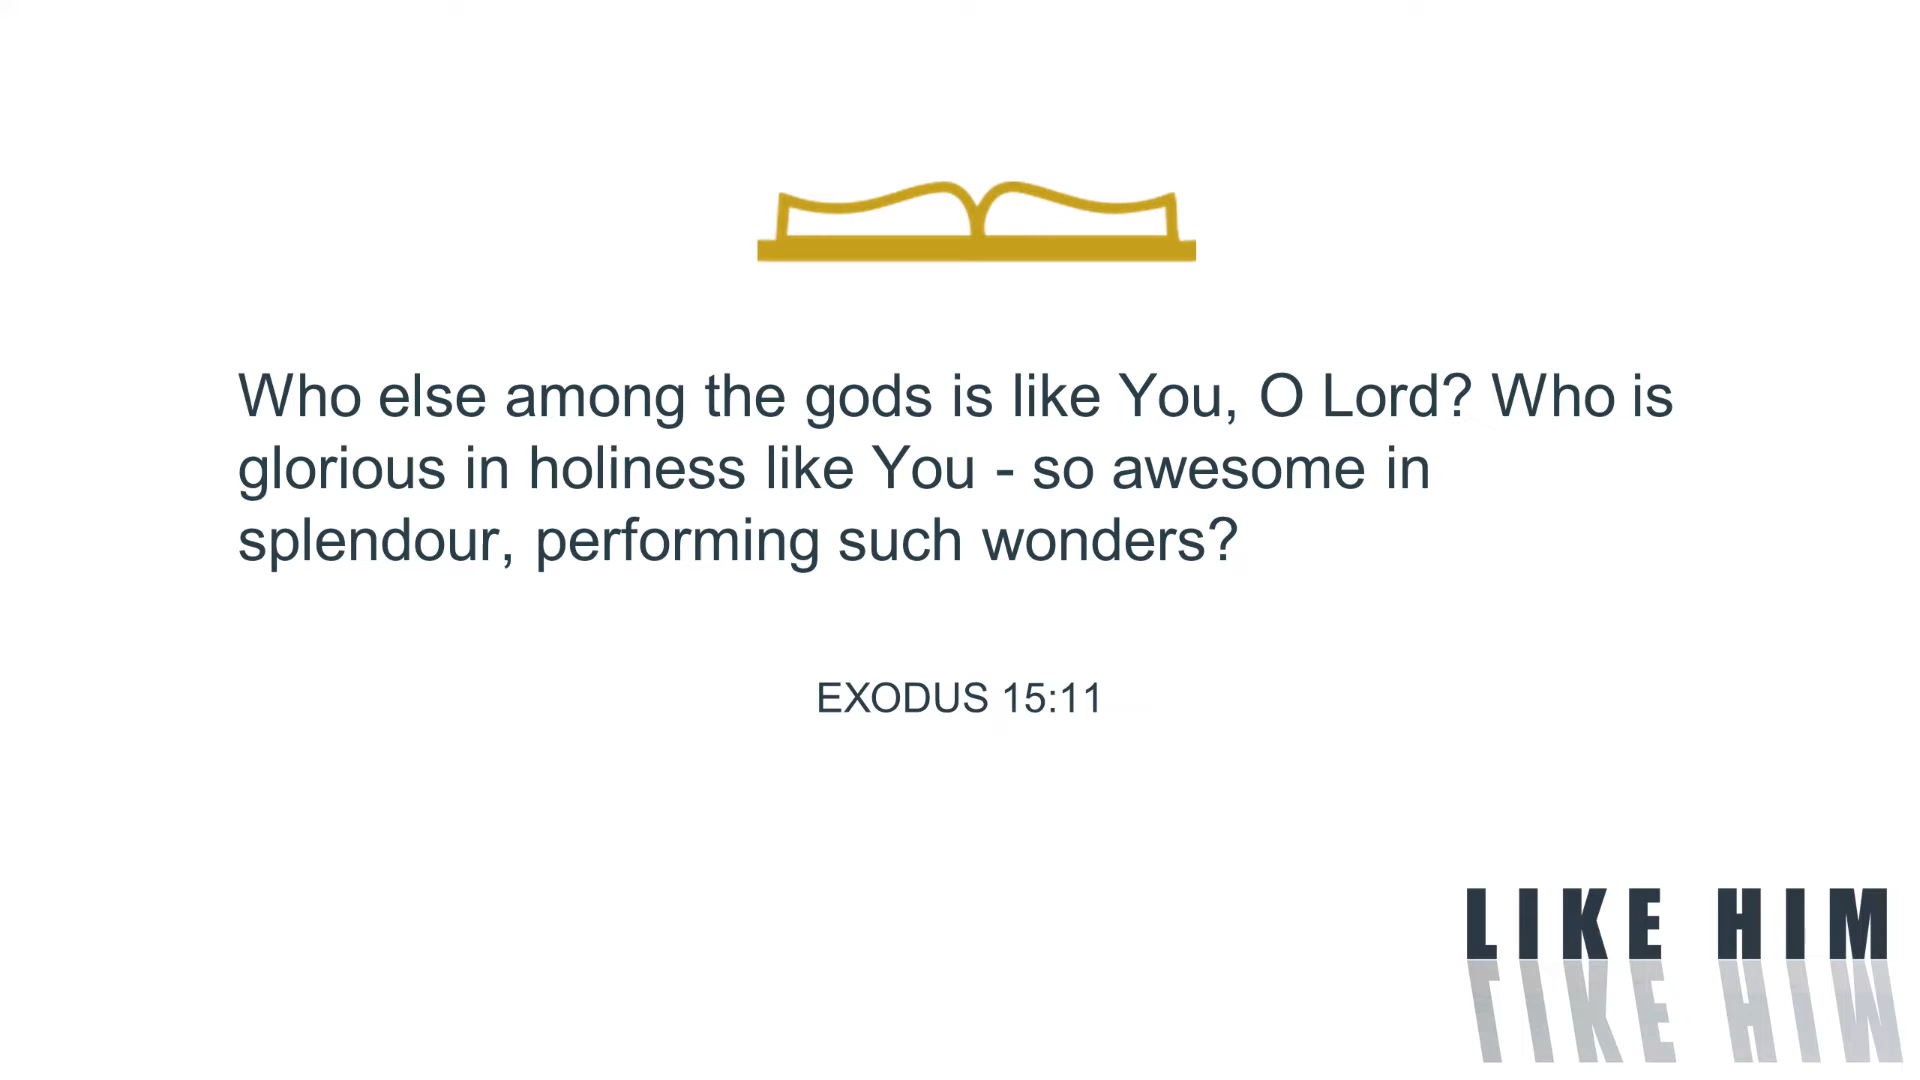 Who else among the gods is like You, O Lord? Who is
glorious in holiness like You - so awesome in
splendour, performing such wonders?
EXODUS 15:11
LIKE HIM